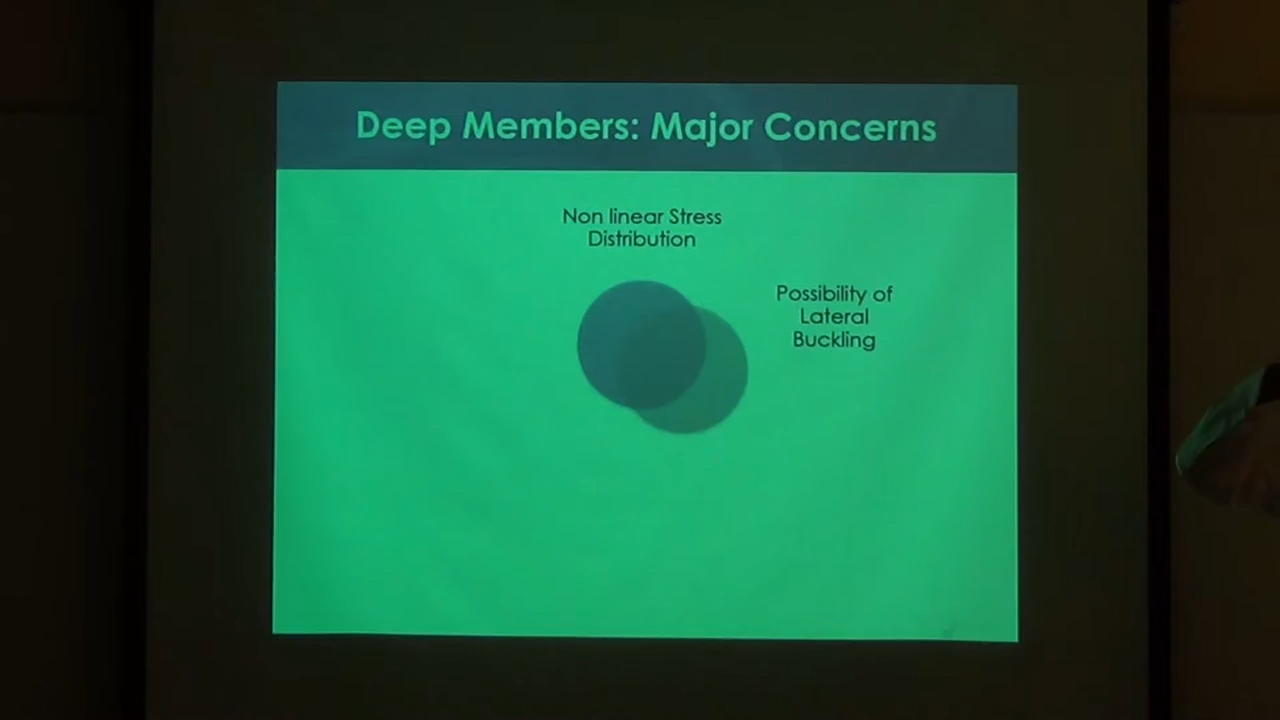 Deep Members: Major Concerns
Non linear Stress
Distribution
Possibility of
Lateral
Buckling